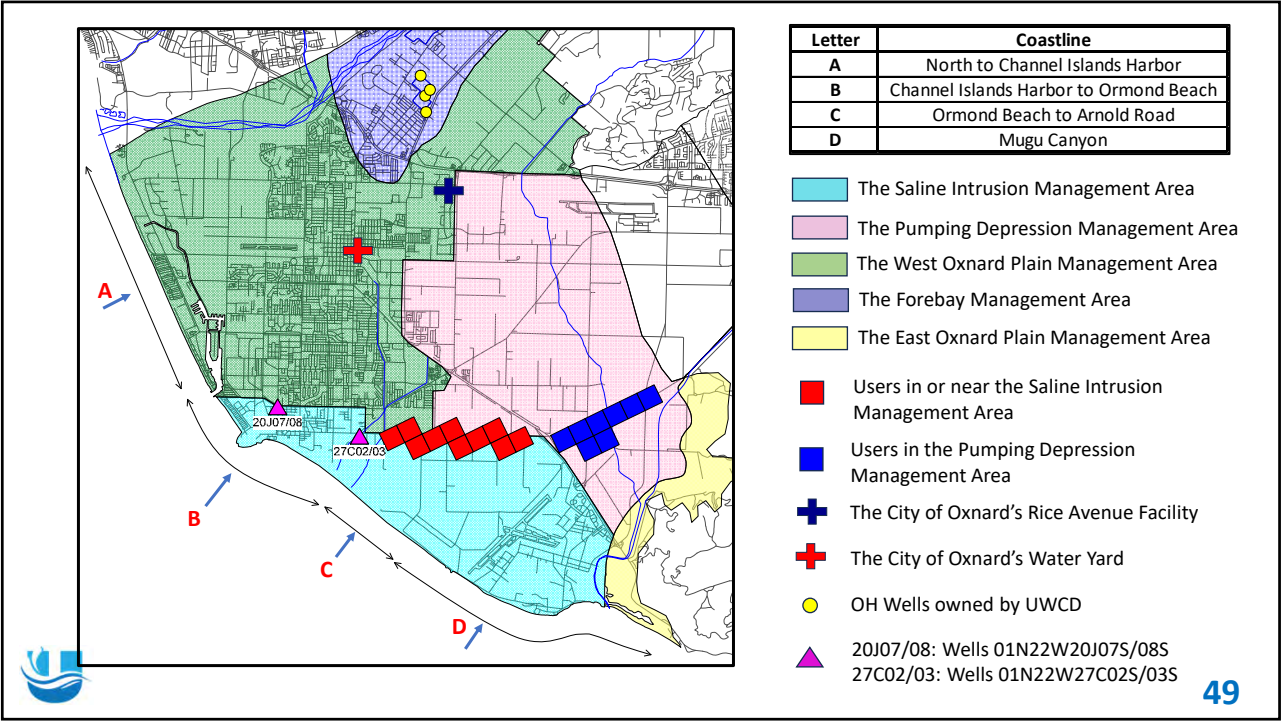 Letter Coastline
A North to Channel Islands Harbor
B Channel Islands Harbor to Ormond Beach
C Ormond Beach to Arnold Road
D Mugu Canyon
The Saline Intrusion Management Area
The Pumping Depression Management Area
The West Oxnard Plain Management Area
The Forebay Management Area
The East Oxnard Plain Management Area
Users in or near the Saline Intrusion
Management Area
Users in the Pumping Depression
Management Area
The City of Oxnard's Rice Avenue Facility
The City of Oxnard's Water Yard
OH Wells owned by UWCD
20J07/08: Wells 01N22W20J07S/08S
27C02/03: Wells 01N22W27C02S/03S
A
20J07/08
27C02/03
B
C
D
49